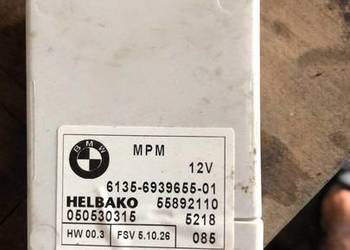 BMW
MPM
12V
6135-6939655-01
HELBAKO 55892110
050530315 5218
HW 00.3 FSV 5.10.26 085